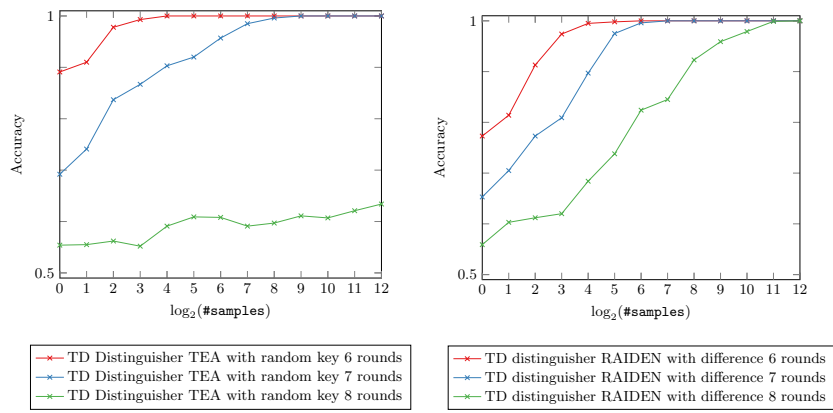 1
0.5
Accuracy
0 1 2 3 4 5 6 7 8 9 10 11 12
log2(#samples)
TD Distinguisher TEA with random key 6 rounds
TD Distinguisher TEA with random key 7 rounds
TD Distinguisher TEA with random key 8 rounds
1
0.5
Accuracy
0 1 2 3 4 5 6 7 8 9 10 11 12
log2(#samples)
TD distinguisher RAIDEN with difference 6 rounds
TD distinguisher RAIDEN with difference 7 rounds
TD distinguisher RAIDEN with difference 8 rounds